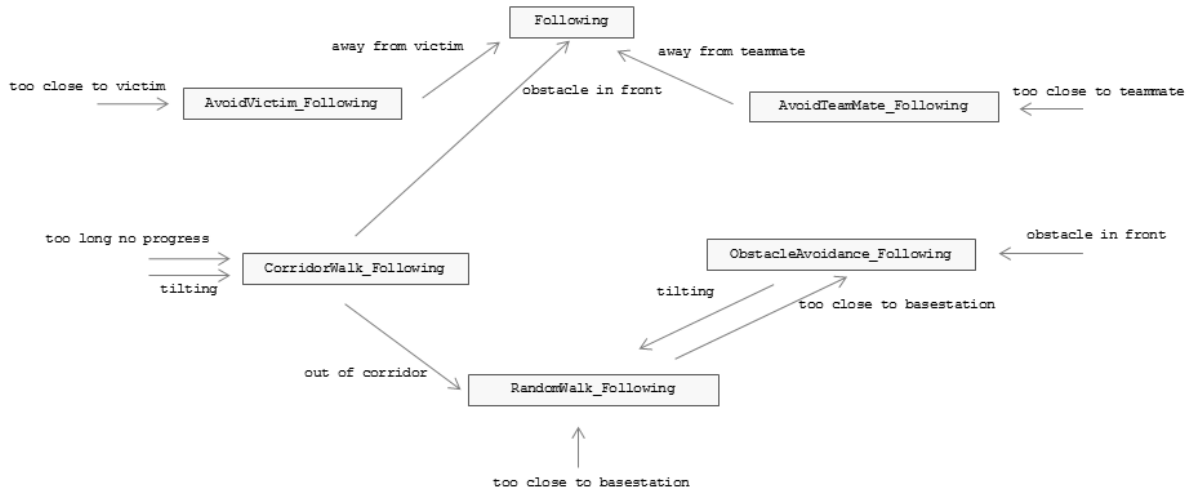 Following
away from victim
away from teammate
too close to victim
obstacle in front
too close to teammate
AvoidVictim_Following
AvoidTeamMate_Following
too long no progress
obstacle in front
ObstacleAvoidance_Following
CorridorWalk_Following
tilting
tilting
too close to basestation
out of corridor
RandomWalk_Following
too close to basestation